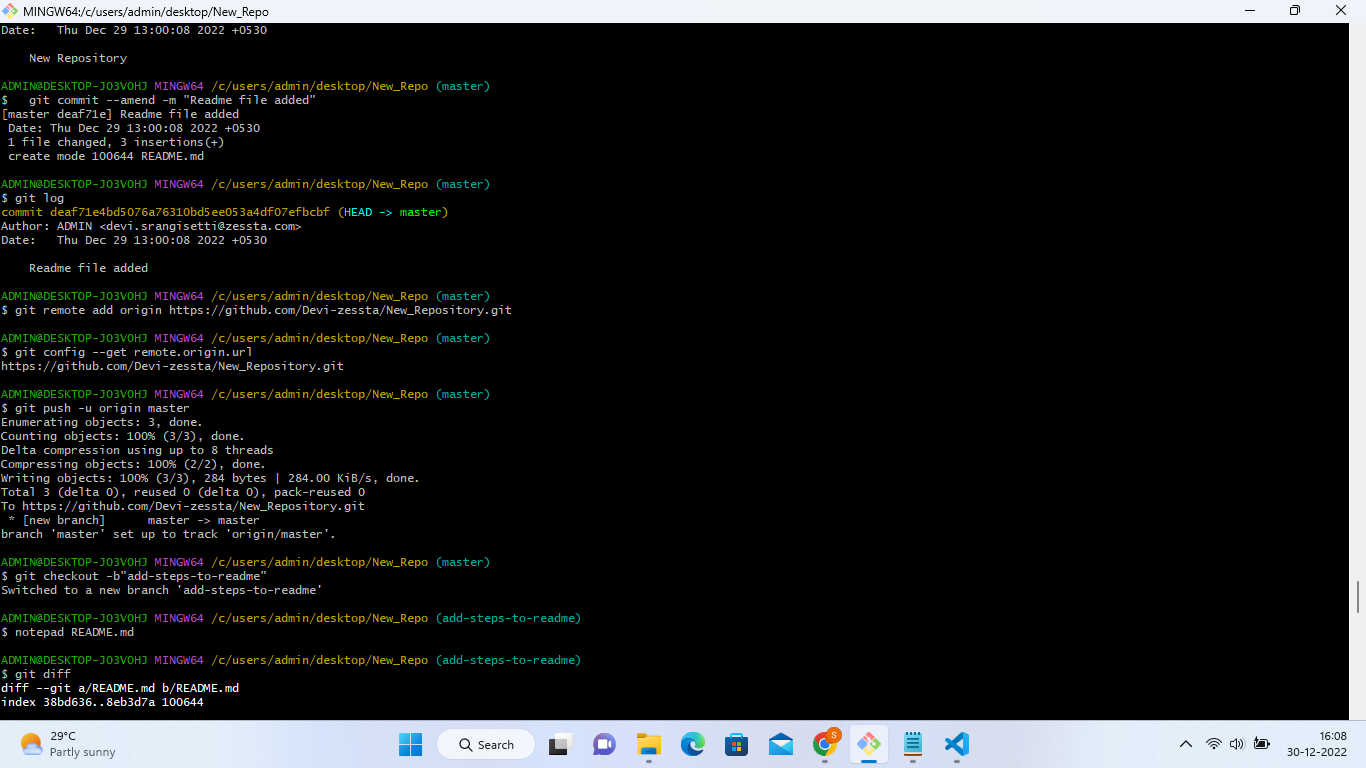 MINGW64:/c/users/admin/desktop/New_Repo
Date:   Thu Dec 29 13:00:08 2022 +0530
    New Repository
ADMIN@DESKTOP-JO3VOHJ MINGW64 /c/users/admin/desktop/New_Repo (master)
$   git commit --amend -m "Readme file added"
[master deaf71e] Readme file added
 Date: Thu Dec 29 13:00:08 2022 +0530
 1 file changed, 3 insertions(+)
 create mode 100644 README.md
ADMIN@DESKTOP-JO3VOHJ MINGW64 /c/users/admin/desktop/New_Repo (master)
$ git log
commit deaf71e4bd5076a76310bd5ee053a4df07efbcbf (HEAD -> master)
Author: ADMIN <devi.srangisetti@zessta.com>
Date:   Thu Dec 29 13:00:08 2022 +0530
    Readme file added
ADMIN@DESKTOP-JO3VOHJ MINGW64 /c/users/admin/desktop/New_Repo (master)
$ git remote add origin https://github.com/Devi-zessta/New_Repository.git
ADMIN@DESKTOP-JO3VOHJ MINGW64 /c/users/admin/desktop/New_Repo (master)
$ git config --get remote.origin.url
https://github.com/Devi-zessta/New_Repository.git
ADMIN@DESKTOP-JO3VOHJ MINGW64 /c/users/admin/desktop/New_Repo (master)
$ git push -u origin master
Enumerating objects: 3, done.
Counting objects: 100% (3/3), done.
Delta compression using up to 8 threads
Compressing objects: 100% (2/2), done.
Writing objects: 100% (3/3), 284 bytes | 284.00 KiB/s, done.
Total 3 (delta 0), reused 0 (delta 0), pack-reused 0
To https://github.com/Devi-zessta/New_Repository.git
 * [new branch]      master -> master
branch 'master' set up to track 'origin/master'.
ADMIN@DESKTOP-JO3VOHJ MINGW64 /c/users/admin/desktop/New_Repo (master)
$ git checkout -b"add-steps-to-readme"
Switched to a new branch 'add-steps-to-readme'
ADMIN@DESKTOP-JO3VOHJ MINGW64 /c/users/admin/desktop/New_Repo (add-steps-to-readme)
$ notepad README.md
ADMIN@DESKTOP-JO3VOHJ MINGW64 /c/users/admin/desktop/New_Repo (add-steps-to-readme)
$ git diff
diff --git a/README.md b/README.md
index 38bd636..8eb3d7a 100644
29°C
Partly sunny
Search
S
16:08
30-12-2022